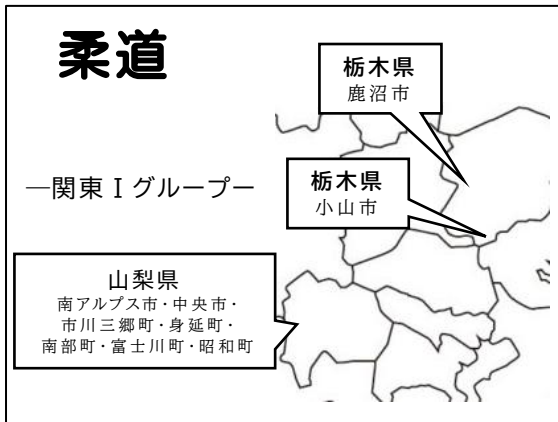 柔道
栃木県
鹿沼市
―関東Ⅰグループー
栃木県
小山市
山梨県
南アルプス市・中央市・
市川三郷町・身延町・
南部町・富士川町・昭和町